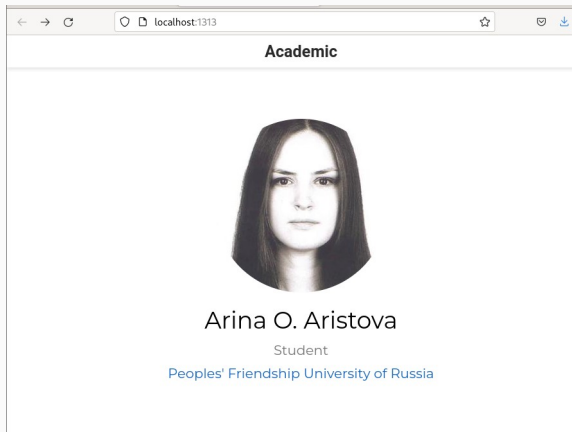 localhost:1313
Academic
Arina O. Aristova
Student
Peoples' Friendship University of Russia